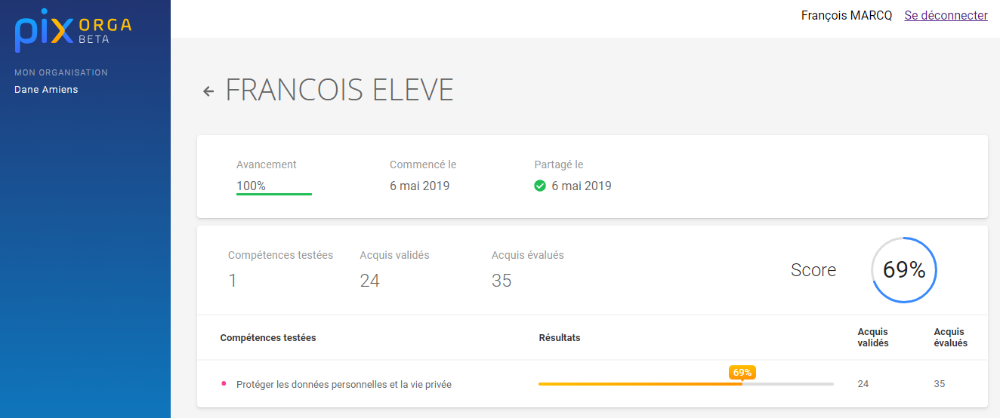 pix ORGA
BETA
MON ORGANISATION
Dane Amiens
François MARCQ Se déconnecter
FRANCOIS ELEVE
Avancement Commencé le Partagé le
100% 6 mai 2019 6 mai 2019
Compétences testées Acquis validés Acquis évalués
1 24 35
Score 69%
Compétences testées Résultats Acquis validés Acquis évalués
69%
Protéger les données personnelles et la vie privée 24 35